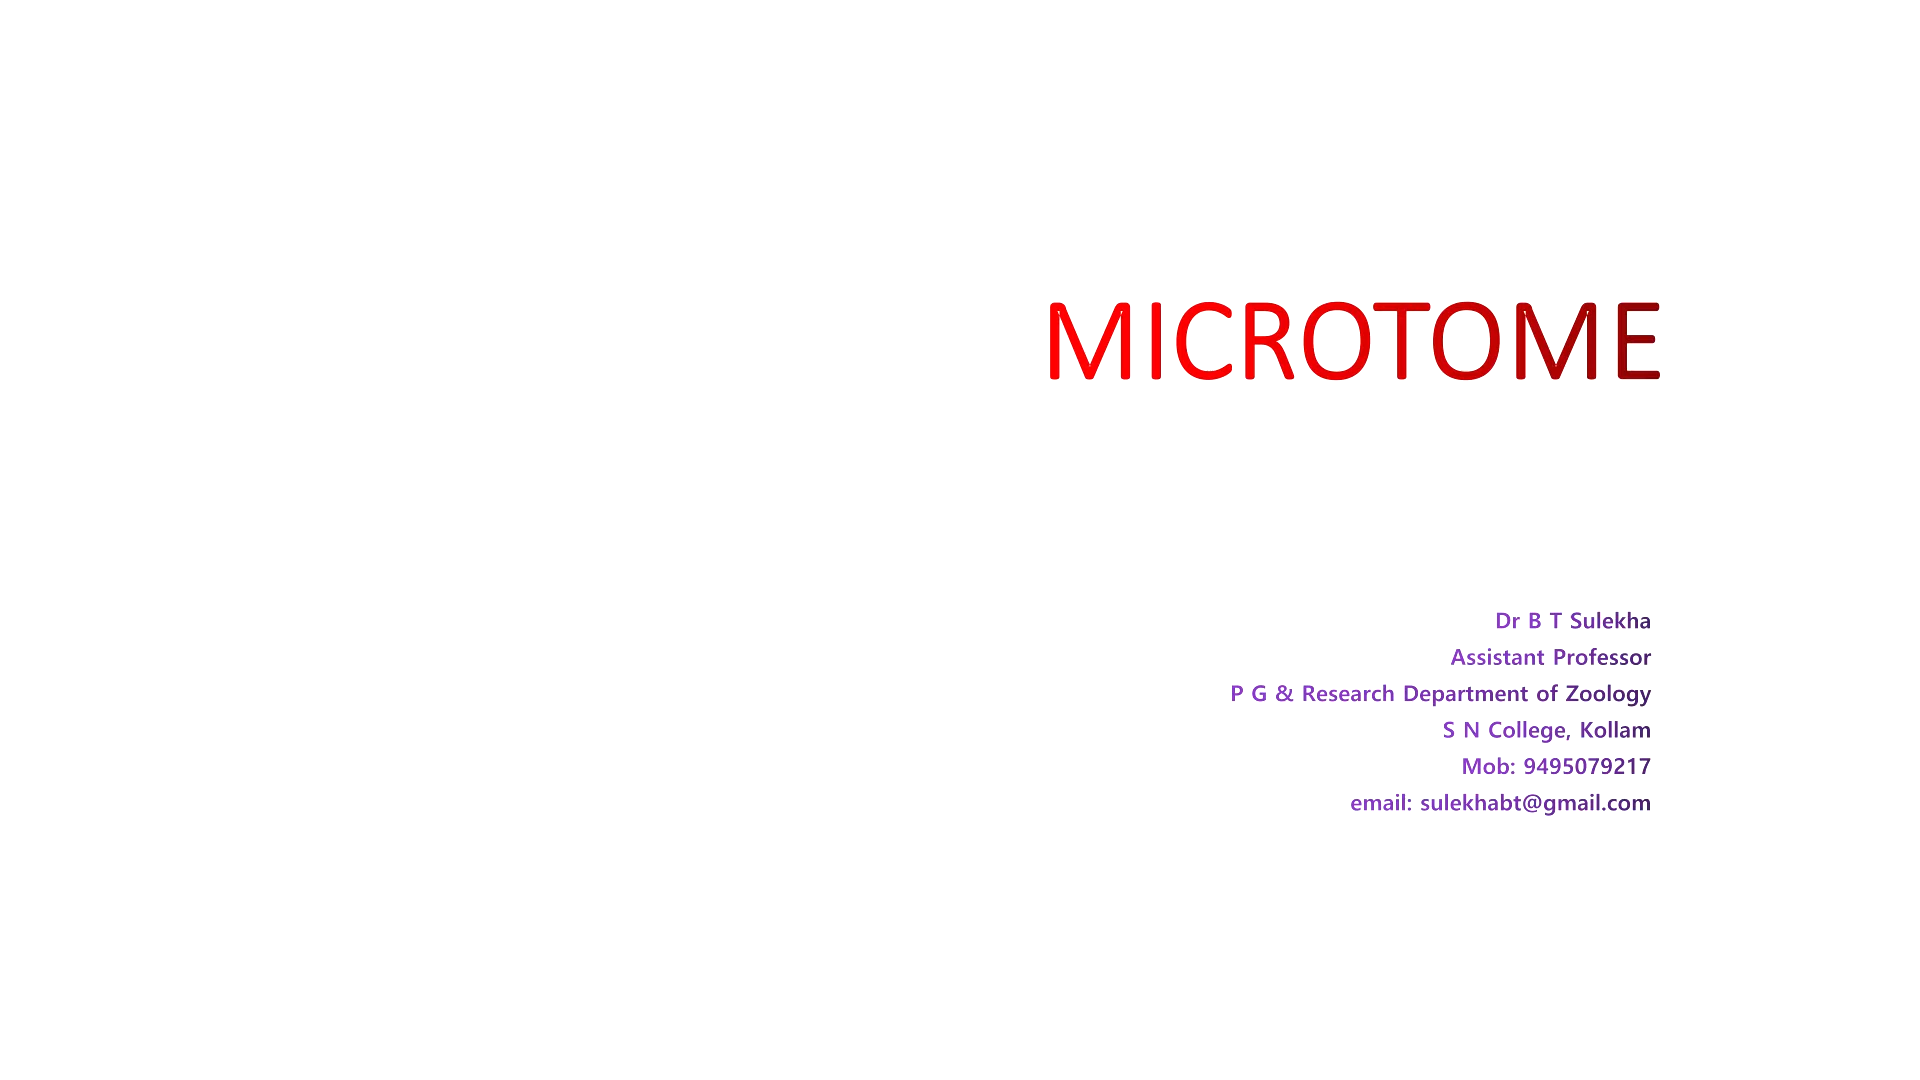 MICROTOME
Dr B T Sulekha
Assistant Professor
P G & Research Department of Zoology
S N College, Kollam
Mob: 9495079217
email: sulekhabt@gmail.com